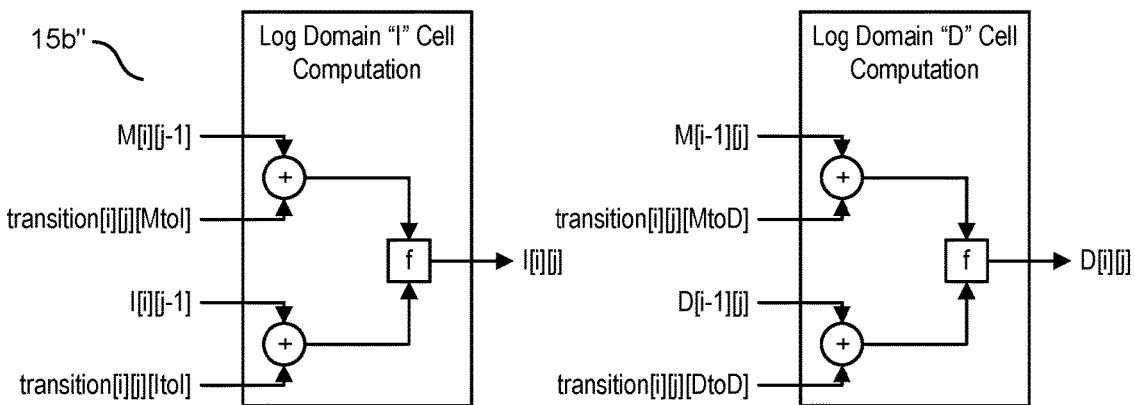 15b"
Log Domain “I” Cell
Computation
M[i][j-1]
+
transition[i][j][MtoI]
f
I[i][j]
I[i][j-1]
+
transition[i][j][ItoI]
Log Domain “D” Cell
Computation
M[i-1][j]
+
transition[i][j][MtoD]
f
D[i][j]
D[i-1][j]
+
transition[i][j][DtoD]